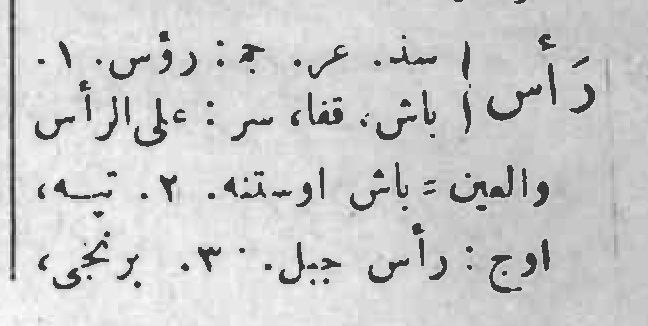 رَأس | سذ. عر. جـ: رؤس. ١.
| باش، قفا، سر : على الرأس
والعين = باش اوستنه. ٢. تپسه،
اوج : رأس جبل. ٣. برنجى،